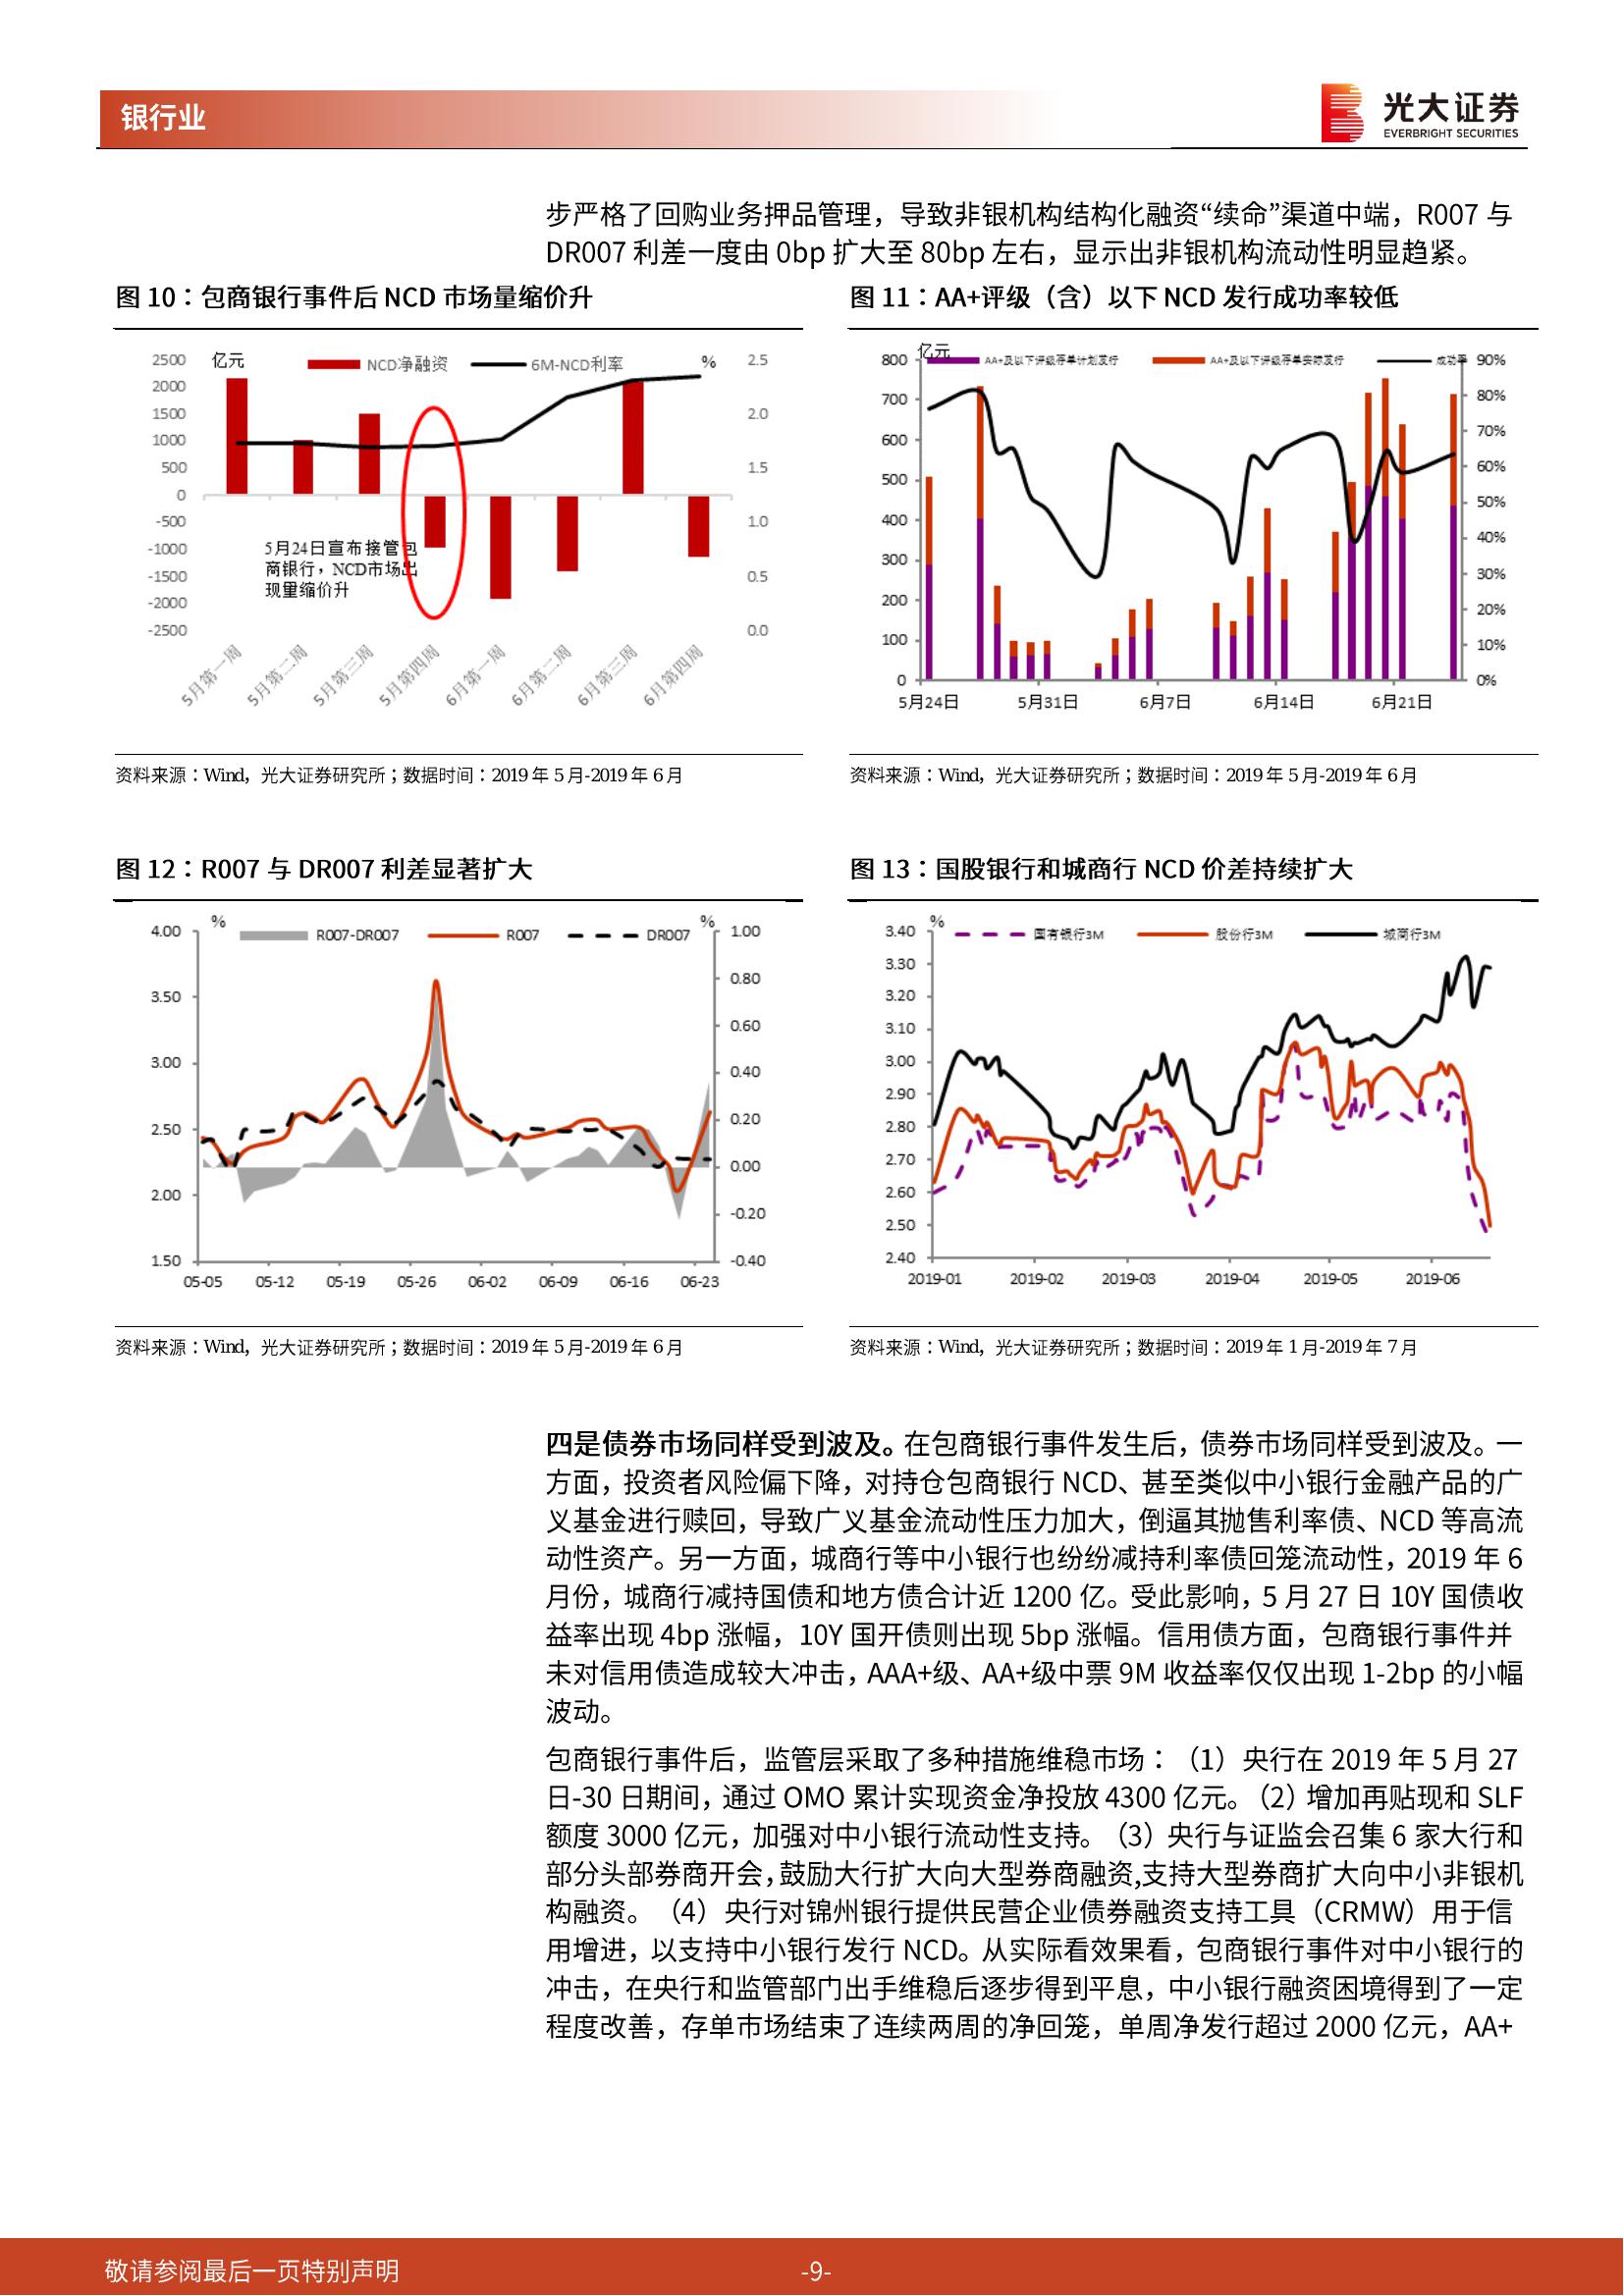 银行业
光大证券
EVERBRIGHT SECURITIES
步严格了回购业务押品管理，导致非银机构结构化融资“续命”渠道中端，R007 与
DR007 利差一度由 0bp 扩大至 80bp 左右，显示出非银机构流动性明显趋紧。
图 10：包商银行事件后 NCD 市场量缩价升
亿元
NCD净融资
6M-NCD利率
%
2500
2000
1500
1000
500
0
-500
-1000
-1500
-2000
-2500
2.5
2.0
1.5
1.0
0.5
0.0
5月24日宣布接管包
商银行，NCD市场出
现量缩价升
5月第一周
5月第二周
5月第三周
5月第四周
6月第一周
6月第二周
6月第三周
6月第四周
资料来源：Wind，光大证券研究所；数据时间：2019 年 5 月-2019 年 6 月
图 11：AA+评级（含）以下 NCD 发行成功率较低
亿元
AA+及以下评级存单计划发行
AA+及以下评级存单实际发行
成功率
800
700
600
500
400
300
200
100
0
90%
80%
70%
60%
50%
40%
30%
20%
10%
0%
5月24日
5月31日
6月7日
6月14日
6月21日
资料来源：Wind，光大证券研究所；数据时间：2019 年 5 月-2019 年 6 月
图 12：R007 与 DR007 利差显著扩大
%
R007-DR007
R007
DR007
%
4.00
3.50
3.00
2.50
2.00
1.50
1.00
0.80
0.60
0.40
0.20
0.00
-0.20
-0.40
05-05
05-12
05-19
05-26
06-02
06-09
06-16
06-23
资料来源：Wind，光大证券研究所；数据时间：2019 年 5 月-2019 年 6 月
图 13：国股银行和城商行 NCD 价差持续扩大
%
国有银行3M
股份行3M
城商行3M
3.40
3.30
3.20
3.10
3.00
2.90
2.80
2.70
2.60
2.50
2.40
2019-01
2019-02
2019-03
2019-04
2019-05
2019-06
资料来源：Wind，光大证券研究所；数据时间：2019 年 1 月-2019 年 7 月
四是债券市场同样受到波及。在包商银行事件发生后，债券市场同样受到波及。一
方面，投资者风险偏下降，对持仓包商银行 NCD、甚至类似中小银行金融产品的广
义基金进行赎回，导致广义基金流动性压力加大，倒逼其抛售利率债、NCD 等高流
动性资产。另一方面，城商行等中小银行也纷纷减持利率债回笼流动性，2019 年 6
月份，城商行减持国债和地方债合计近 1200 亿。受此影响，5 月 27 日 10Y 国债收
益率出现 4bp 涨幅，10Y 国开债则出现 5bp 涨幅。信用债方面，包商银行事件并
未对信用债造成较大冲击，AAA+级、AA+级中票 9M 收益率仅仅出现 1-2bp 的小幅
波动。
包商银行事件后，监管层采取了多种措施维稳市场：（1）央行在 2019 年 5 月 27
日-30 日期间，通过 OMO 累计实现资金净投放 4300 亿元。（2）增加再贴现和 SLF
额度 3000 亿元，加强对中小银行流动性支持。（3）央行与证监会召集 6 家大行和
部分头部券商开会,鼓励大行扩大向大型券商融资,支持大型券商扩大向中小非银机
构融资。（4）央行对锦州银行提供民营企业债券融资支持工具（CRMW）用于信
用增进，以支持中小银行发行 NCD。从实际看效果看，包商银行事件对中小银行的
冲击，在央行和监管部门出手维稳后逐步得到平息，中小银行融资困境得到了一定
程度改善，存单市场结束了连续两周的净回笼，单周净发行超过 2000 亿元，AA+
敬请参阅最后一页特别声明
-9-